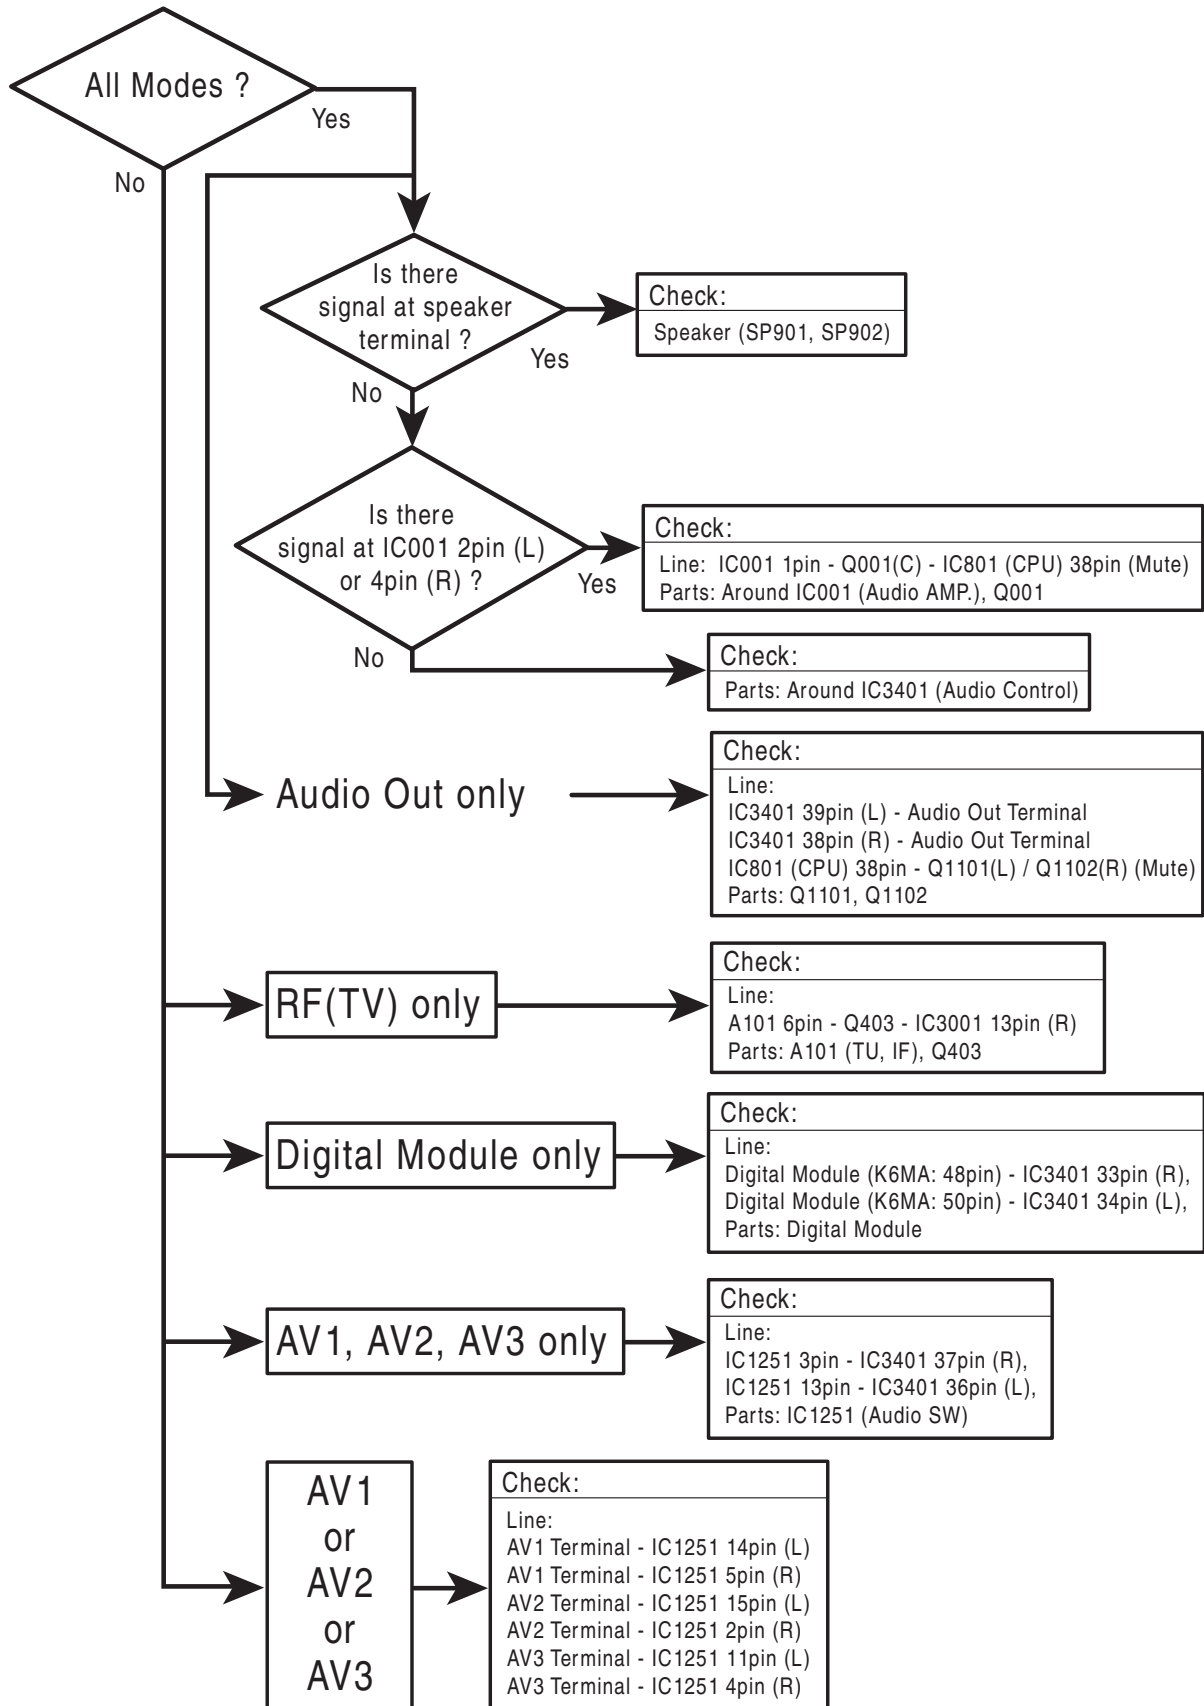 All Modes ?
Yes
No
Is there
signal at speaker
terminal ?
Yes
No
Check:
Speaker (SP901, SP902)
Is there
signal at IC001 2pin (L)
or 4pin (R) ?
Yes
No
Check:
Line: IC001 1pin - Q001(C) - IC801 (CPU) 38pin (Mute)
Parts: Around IC001 (Audio AMP.), Q001
Check:
Parts: Around IC3401 (Audio Control)
Audio Out only
Check:
Line:
IC3401 39pin (L) - Audio Out Terminal
IC3401 38pin (R) - Audio Out Terminal
IC801 (CPU) 38pin - Q1101(L) / Q1102(R) (Mute)
Parts: Q1101, Q1102
RF(TV) only
Check:
Line:
A101 6pin - Q403 - IC3001 13pin (R)
Parts: A101 (TU, IF), Q403
Digital Module only
Check:
Line:
Digital Module (K6MA: 48pin) - IC3401 33pin (R),
Digital Module (K6MA: 50pin) - IC3401 34pin (L),
Parts: Digital Module
AV1, AV2, AV3 only
Check:
Line:
IC1251 3pin - IC3401 37pin (R),
IC1251 13pin - IC3401 36pin (L),
Parts: IC1251 (Audio SW)
AV1
or
AV2
or
AV3
Check:
Line:
AV1 Terminal - IC1251 14pin (L)
AV1 Terminal - IC1251 5pin (R)
AV2 Terminal - IC1251 15pin (L)
AV2 Terminal - IC1251 2pin (R)
AV3 Terminal - IC1251 11pin (L)
AV3 Terminal - IC1251 4pin (R)